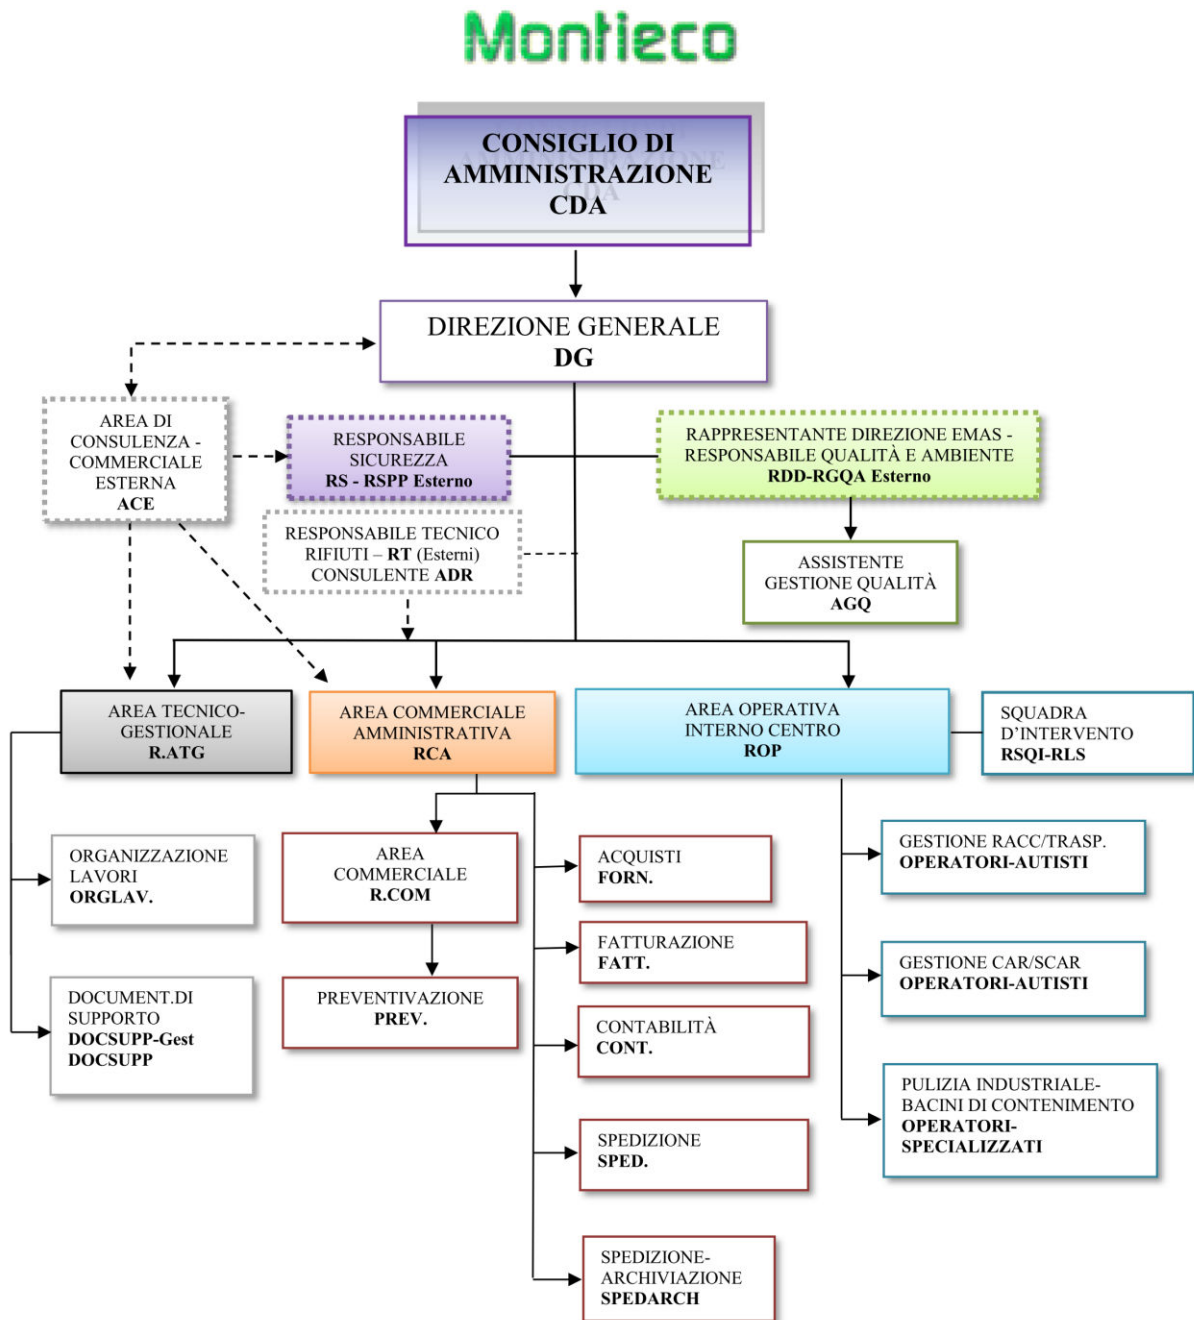 Montieco
CONSIGLIO DI
AMMINISTRAZIONE
CDA
DIREZIONE GENERALE
DG
AREA DI
CONSULENZA -
COMMERCIALE
ESTERNA
ACE
RESPONSABILE
SICUREZZA
RS - RSPP Esterno
RAPPRESENTANTE DIREZIONE EMAS -
RESPONSABILE QUALITÀ E AMBIENTE
RDD-RGQA Esterno
RESPONSABILE TECNICO
RIFIUTI – RT (Esterni)
CONSULENTE ADR
ASSISTENTE
GESTIONE QUALITÀ
AGQ
AREA TECNICO-
GESTIONALE
R.ATG
AREA COMMERCIALE
AMMINISTRATIVA
RCA
AREA OPERATIVA
INTERNO CENTRO
ROP
SQUADRA
D'INTERVENTO
RSQI-RLS
ORGANIZZAZIONE
LAVORI
ORGLAV.
DOCUMENT.DI
SUPPORTO
DOCSUPP-Gest
DOCSUPP
AREA
COMMERCIALE
R.COM
PREVENTIVAZIONE
PREV.
ACQUISTI
FORN.
FATTURAZIONE
FATT.
CONTABILITÀ
CONT.
SPEDIZIONE
SPED.
SPEDIZIONE-
ARCHIVIAZIONE
SPEDARCH
GESTIONE RACC/TRASP.
OPERATORI-AUTISTI
GESTIONE CAR/SCAR
OPERATORI-AUTISTI
PULIZIA INDUSTRIALE-
BACINI DI CONTENIMENTO
OPERATORI-
SPECIALIZZATI